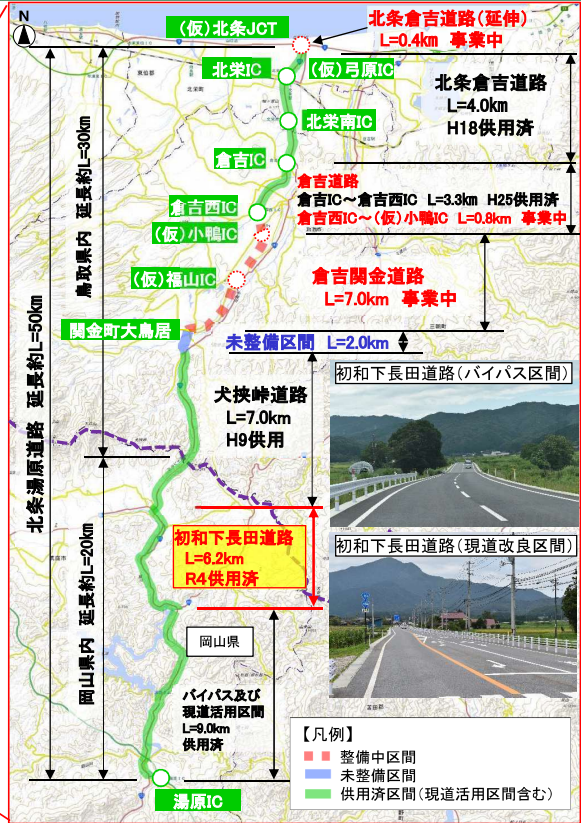 N
(仮)北条JCT
北条倉吉道路(延伸)
L=0.4km 事業中
北栄IC
(仮)弓原IC
北条倉吉道路
L=4.0km
H18供用済
北栄南IC
倉吉IC
倉吉道路
倉吉IC~倉吉西IC L=3.3km H25供用済
倉吉西IC~(仮)小鴨IC L=0.8km 事業中
倉吉西IC
(仮)小鴨IC
(仮)福山IC
倉吉関金道路
L=7.0km 事業中
関金町大鳥居
未整備区間 L=2.0km
犬挟峠道路
L=7.0km
H9供用
初和下長田道路(バイパス区間)
初和下長田道路(現道改良区間)
初和下長田道路
L=6.2km
R4供用済
岡山県
バイパス及び
現道活用区間
L=9.0km
供用済
湯原IC
北条湯原道路 延長約L=50km
鳥取県内 延長約L=30km
岡山県内 延長約L=20km
【凡例】
整備中区間
未整備区間
供用済区間(現道活用区間含む)